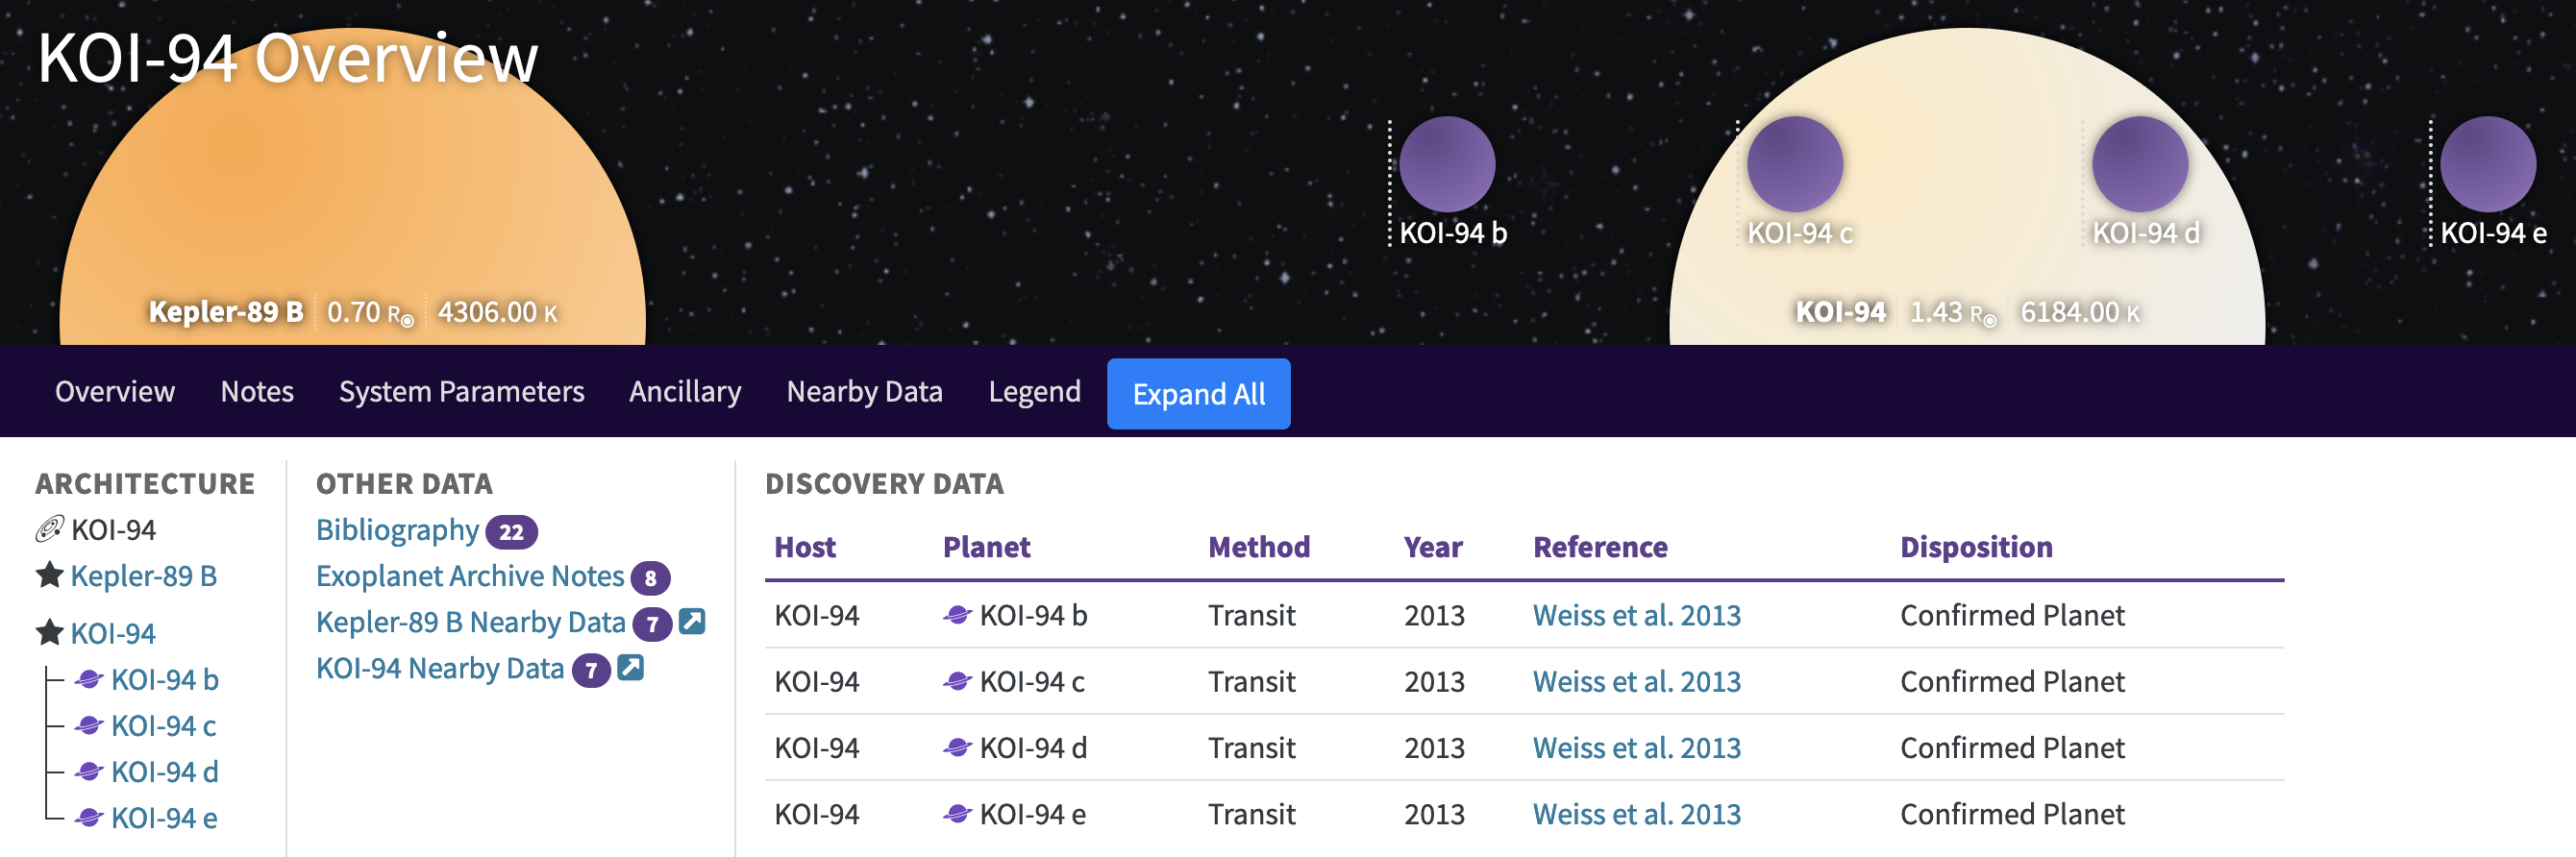 KOI-94 Overview
KOI-94 b
KOI-94 c
KOI-94 d
KOI-94 e
Kepler-89 B 0.70 R☉ 4306.00 K
KOI-94 1.43 R☉ 6184.00 K
Overview Notes System Parameters Ancillary Nearby Data Legend Expand All
ARCHITECTURE
KOI-94
Kepler-89 B
KOI-94
KOI-94 b
KOI-94 c
KOI-94 d
KOI-94 e
OTHER DATA
Bibliography 22
Exoplanet Archive Notes 8
Kepler-89 B Nearby Data 7
KOI-94 Nearby Data 7
DISCOVERY DATA
Host Planet Method Year Reference Disposition
KOI-94 KOI-94 b Transit 2013 Weiss et al. 2013 Confirmed Planet
KOI-94 KOI-94 c Transit 2013 Weiss et al. 2013 Confirmed Planet
KOI-94 KOI-94 d Transit 2013 Weiss et al. 2013 Confirmed Planet
KOI-94 KOI-94 e Transit 2013 Weiss et al. 2013 Confirmed Planet